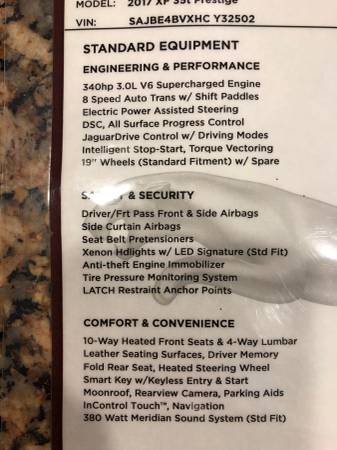 MODEL: 2017 XF 35t Prestige
VIN: SAJBE4BVXHC Y32502
STANDARD EQUIPMENT
ENGINEERING & PERFORMANCE
340hp 3.0L V6 Supercharged Engine
8 Speed Auto Trans w/ Shift Paddles
Electric Power Assisted Steering
DSC, All Surface Progress Control
JaguarDrive Control w/ Driving Modes
Intelligent Stop-Start, Torque Vectoring
19" Wheels (Standard Fitment) w/ Spare
SAFETY & SECURITY
Driver/Frt Pass Front & Side Airbags
Side Curtain Airbags
Seat Belt Pretensioners
Xenon Hdlights w/ LED Signature (Std Fit)
Anti-theft Engine Immobilizer
Tire Pressure Monitoring System
LATCH Restraint Anchor Points
COMFORT & CONVENIENCE
10-Way Heated Front Seats & 4-Way Lumbar
Leather Seating Surfaces, Driver Memory
Fold Rear Seat, Heated Steering Wheel
Smart Key w/Keyless Entry & Start
Moonroof, Rearview Camera, Parking Aids
InControl Touch™, Navigation
380 Watt Meridian Sound System (Std Fit)